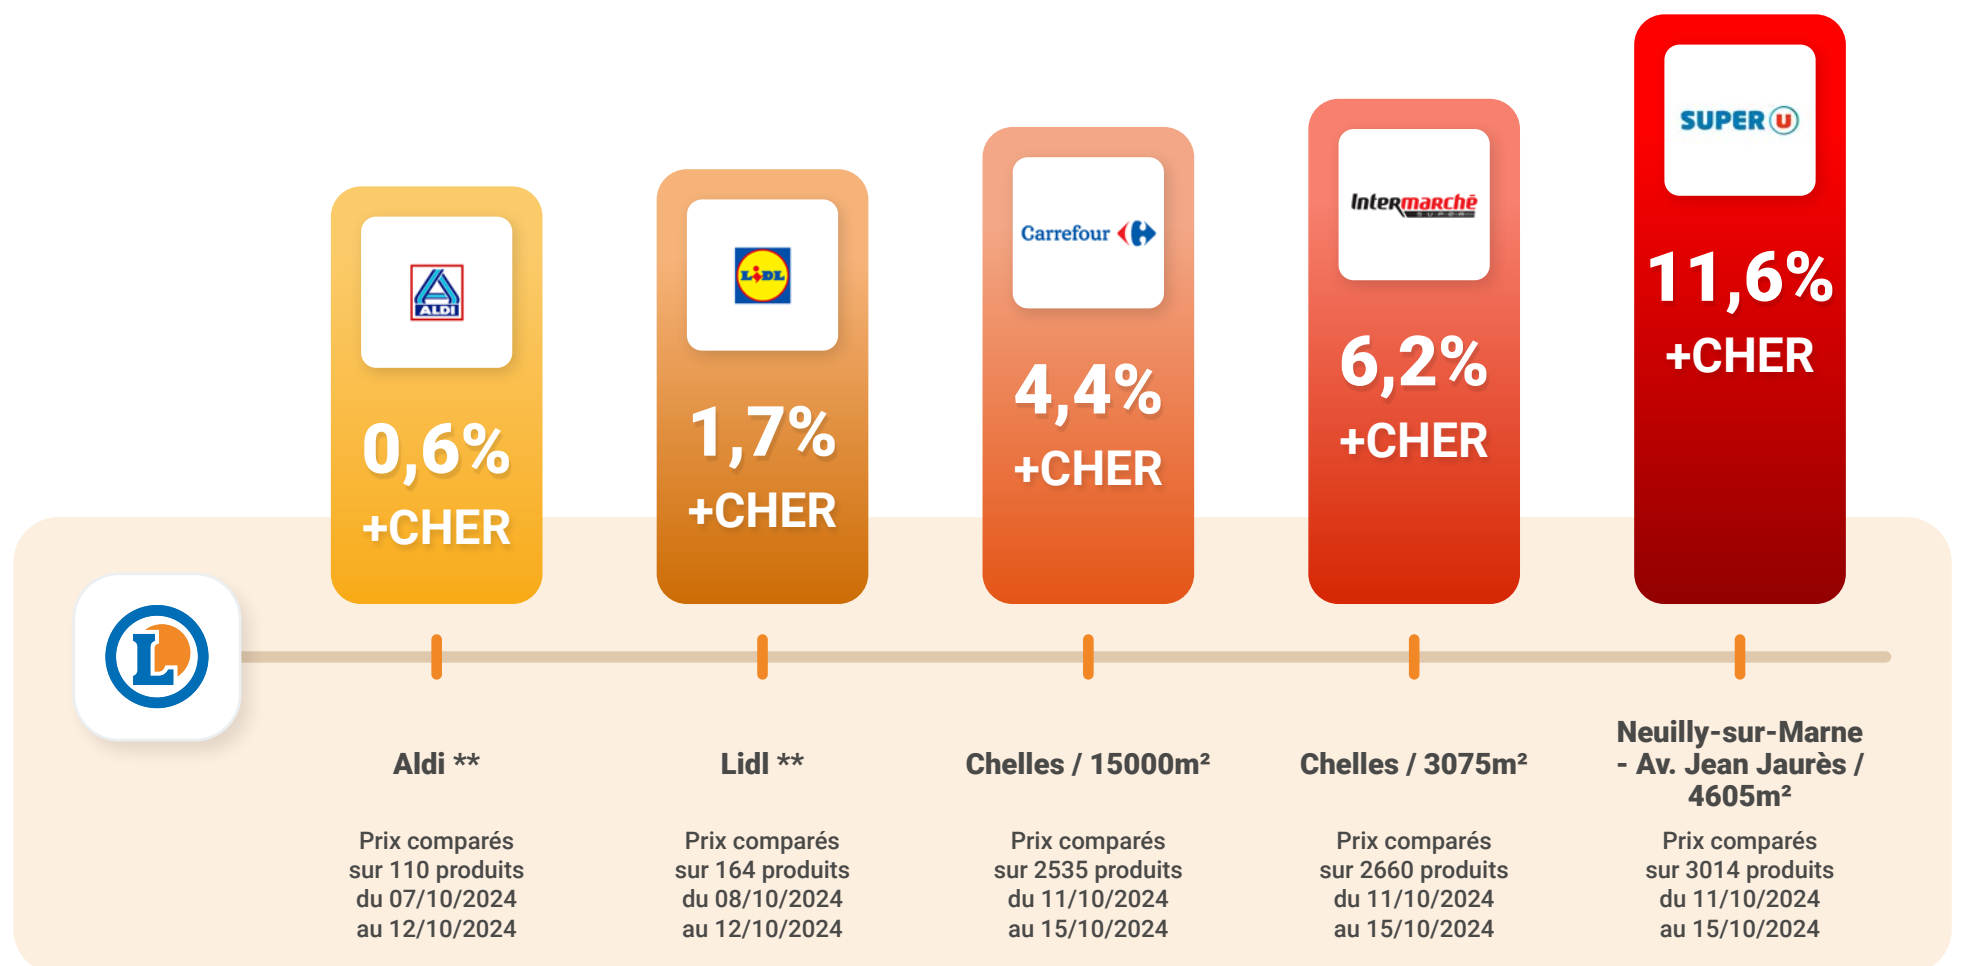 ALDI
0,6%
+CHER
LIDL
1,7%
+CHER
Carrefour
4,4%
+CHER
Intermarchē
SUPER
6,2%
+CHER
SUPER U
11,6%
+CHER
L
Aldi **
Prix comparés
sur 110 produits
du 07/10/2024
au 12/10/2024
Lidl **
Prix comparés
sur 164 produits
du 08/10/2024
au 12/10/2024
Chelles / 15000m²
Prix comparés
sur 2535 produits
du 11/10/2024
au 15/10/2024
Chelles / 3075m²
Prix comparés
sur 2660 produits
du 11/10/2024
au 15/10/2024
Neuilly-sur-Marne
- Av. Jean Jaurès /
4605m²
Prix comparés
sur 3014 produits
du 11/10/2024
au 15/10/2024